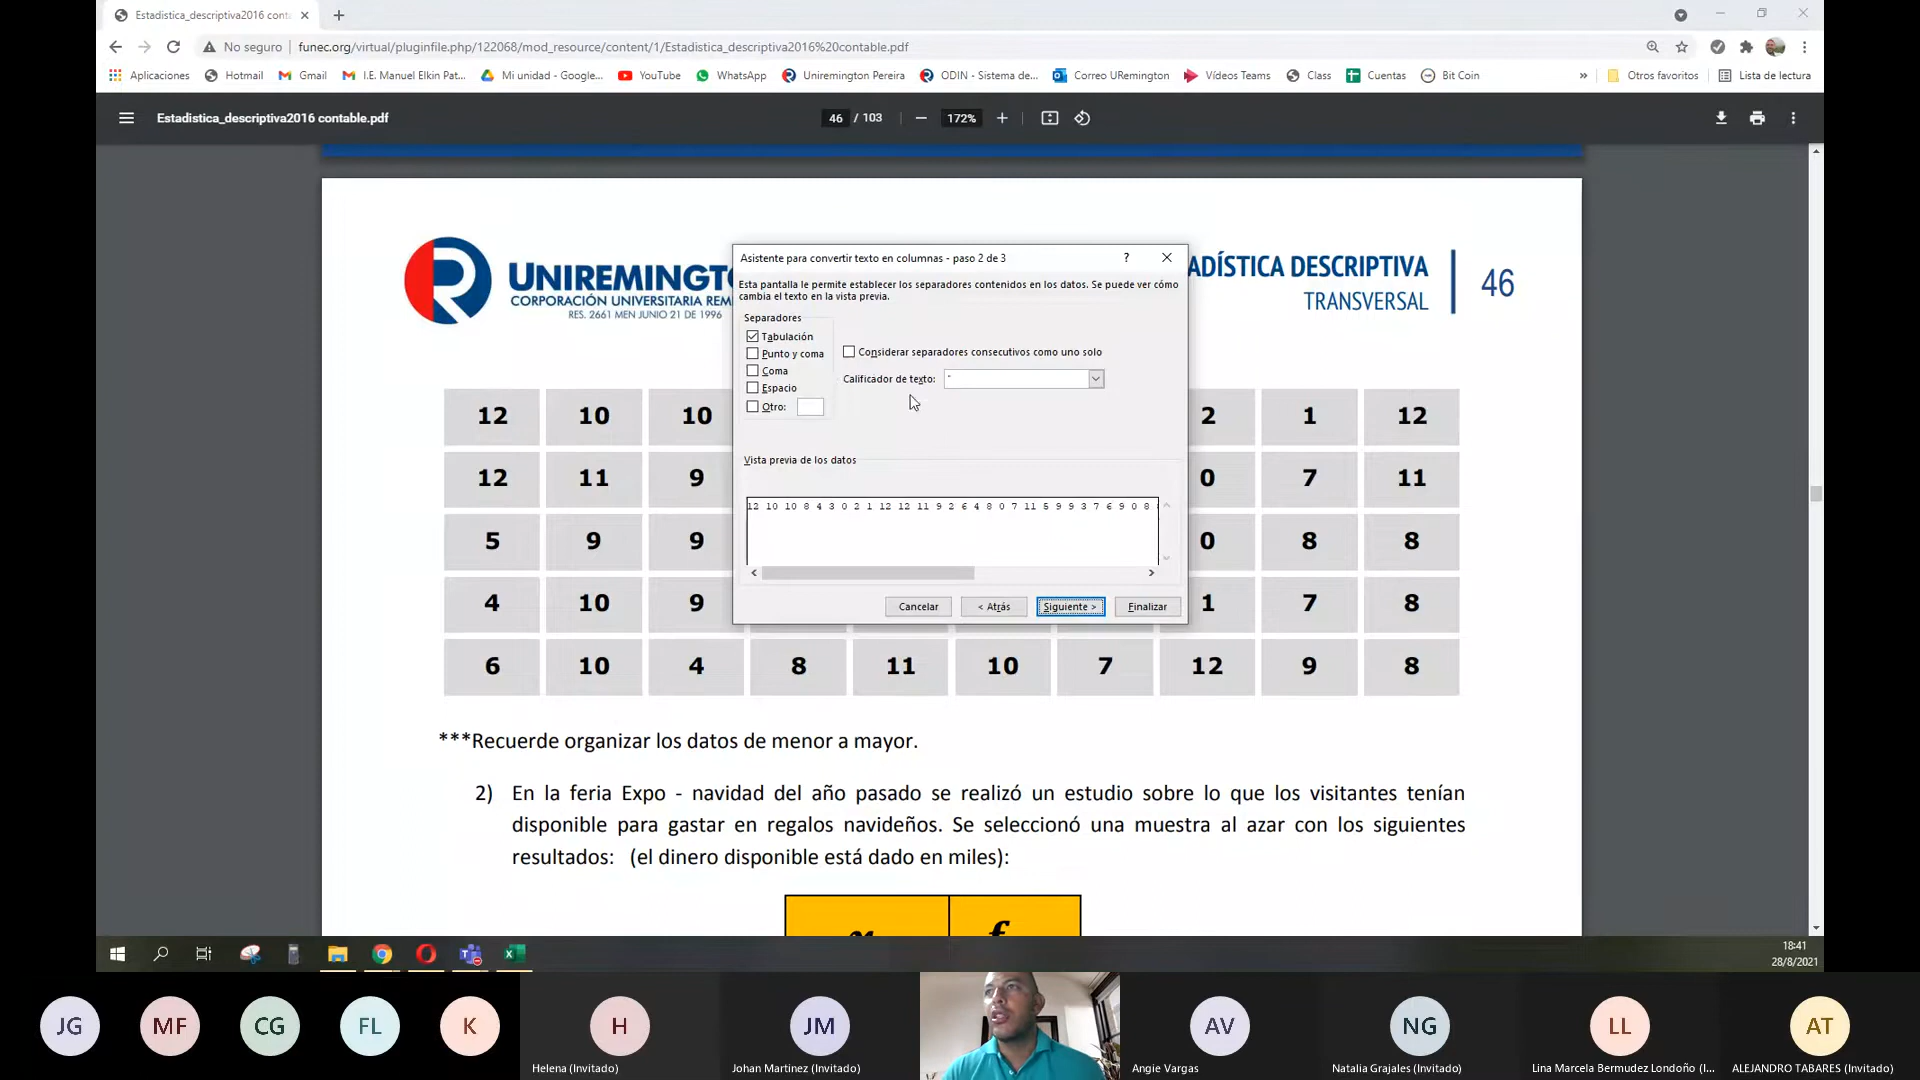 Estadistica_descriptiva2016 cont
No seguro
funec.org/virtual/pluginfile.php/122068/mod_resource/content/1/Estadistica_descriptiva2016%20contable.pdf
Aplicaciones Hotmail Gmail I.E. Manuel Elkin Pat... Mi unidad - Google... YouTube WhatsApp Uniremington Pereira ODIN - Sistema de... Correo URemington Vídeos Teams Class Cuentas Bit Coin » Otros favoritos Lista de lectura
Estadistica_descriptiva2016 contable.pdf 46 / 103 172%
UNIREMINGT
CORPORACIÓN UNIVERSITARIA REM
RES. 2661 MEN JUNIO 21 DE 1996
ADÍSTICA DESCRIPTIVA
TRANSVERSAL
46
Asistente para convertir texto en columnas - paso 2 de 3 ?
Esta pantalla le permite establecer los separadores contenidos en los datos. Se puede ver cómo
cambia el texto en la vista previa.
Separadores
Tabulación
Punto y coma
Coma
Espacio
Otro:
Considerar separadores consecutivos como uno solo
Calificador de texto: "
Vista previa de los datos
12 10 10 8 4 3 0 2 1 12 12 11 9 2 6 4 8 0 7 11 5 9 9 3 7 6 9 0 8
Cancelar < Atrás Siguiente > Finalizar
12 10 10 2 1 12
12 11 9 0 7 11
5 9 9 0 8 8
4 10 9 1 7 8
6 10 4 8 11 10 7 12 9 8
***Recuerde organizar los datos de menor a mayor.
2) En la feria Expo - navidad del año pasado se realizó un estudio sobre lo que los visitantes tenían
disponible para gastar en regalos navideños. Se seleccionó una muestra al azar con los siguientes
resultados: (el dinero disponible está dado en miles):
18:41
28/8/2021
JG MF CG FL K H JM AV NG LL AT
Helena (Invitado) Johan Martinez (Invitado) Angie Vargas Natalia Grajales (Invitado) Lina Marcela Bermudez Londoño (I... ALEJANDRO TABARES (Invitado)